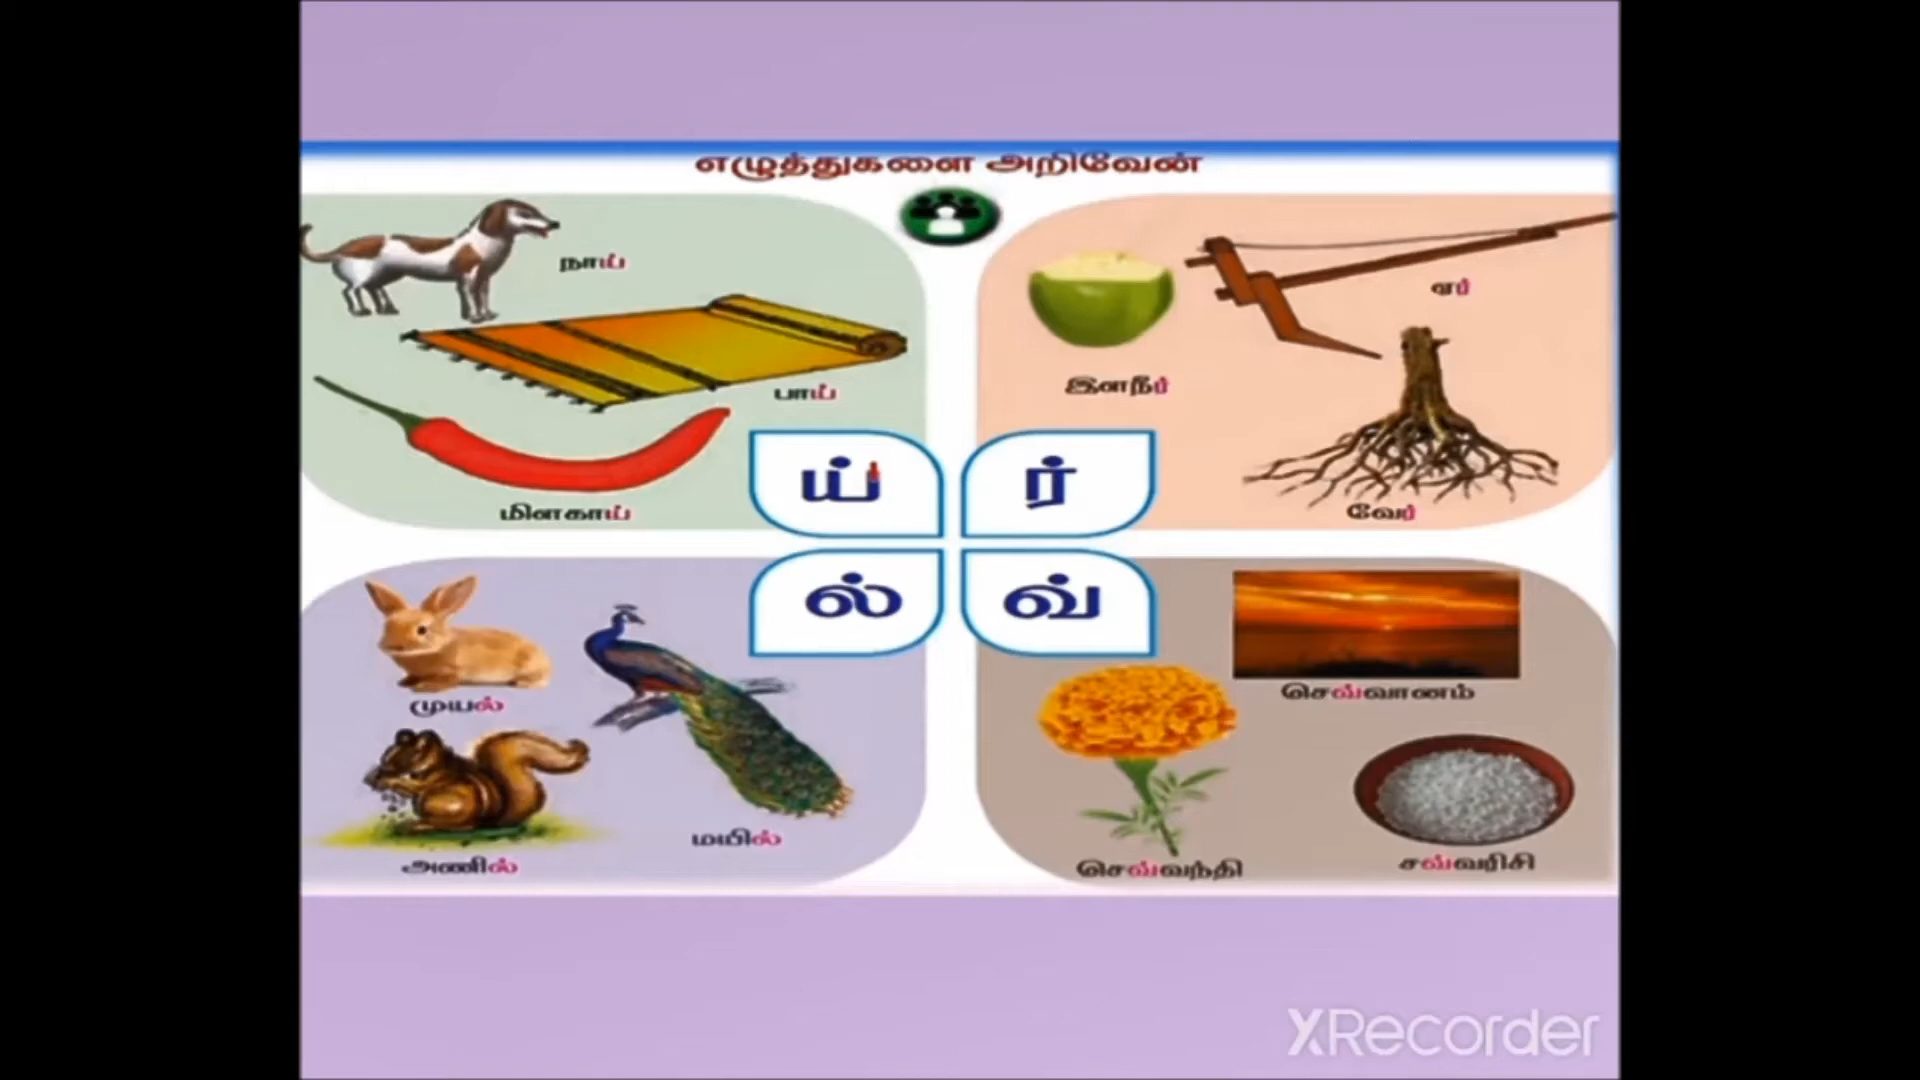 எழுத்துகளை அறிவேன்
நாய்
பாய்
மிளகாய்
இளநீர்
ஏர்
வேர்
ய்
ர்
ல்
வ்
முயல்
மயில்
அணில்
செவ்வானம்
செவ்வந்தி
சவ்வரிசி
XRecorder